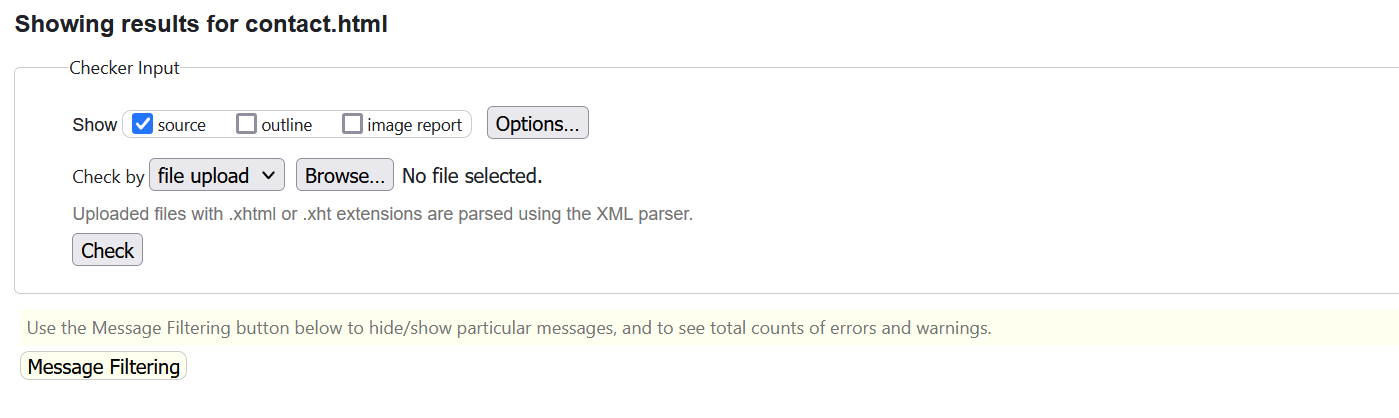 Showing results for contact.html
Checker Input
Show source outline image report Options...
Check by file upload Browse... No file selected.
Uploaded files with .xhtml or .xht extensions are parsed using the XML parser.
Check
Use the Message Filtering button below to hide/show particular messages, and to see total counts of errors and warnings.
Message Filtering